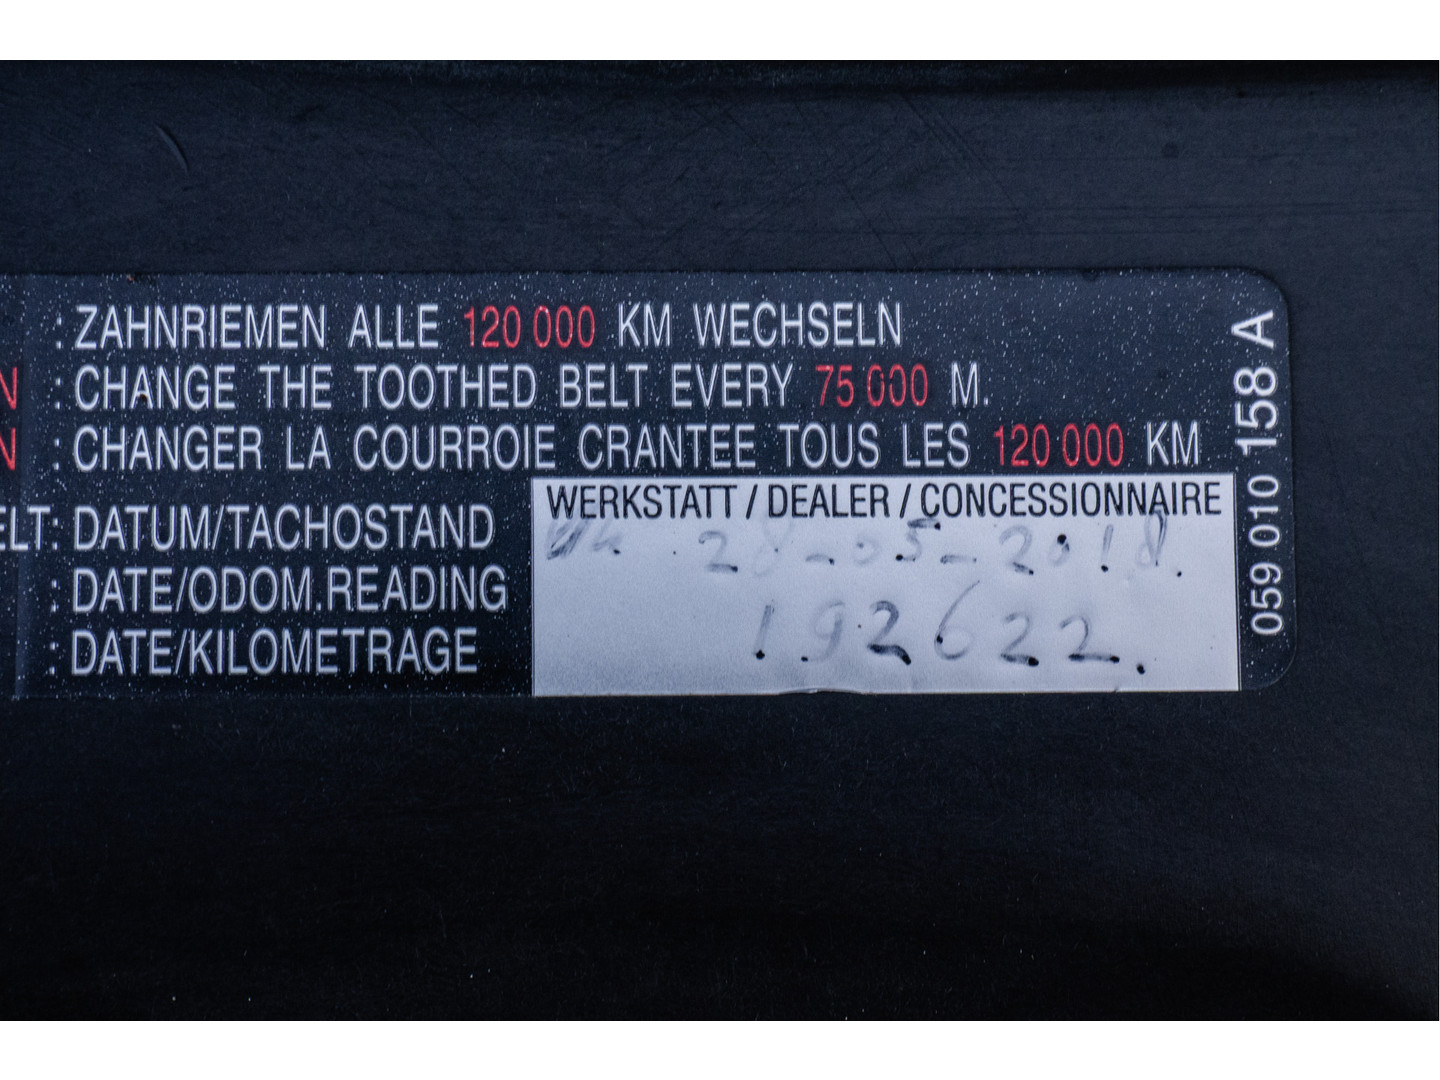 : ZAHNRIEMEN ALLE 120 000 KM WECHSELN
N : CHANGE THE TOOTHED BELT EVERY 75 000 M.
N : CHANGER LA COURROIE CRANTEE TOUS LES 120 000 KM
ELT: DATUM/TACHOSTAND
: DATE/ODOM.READING
: DATE/KILOMETRAGE
WERKSTATT / DEALER / CONCESSIONNAIRE
28-05-2018.
192622.
059 010 158 A